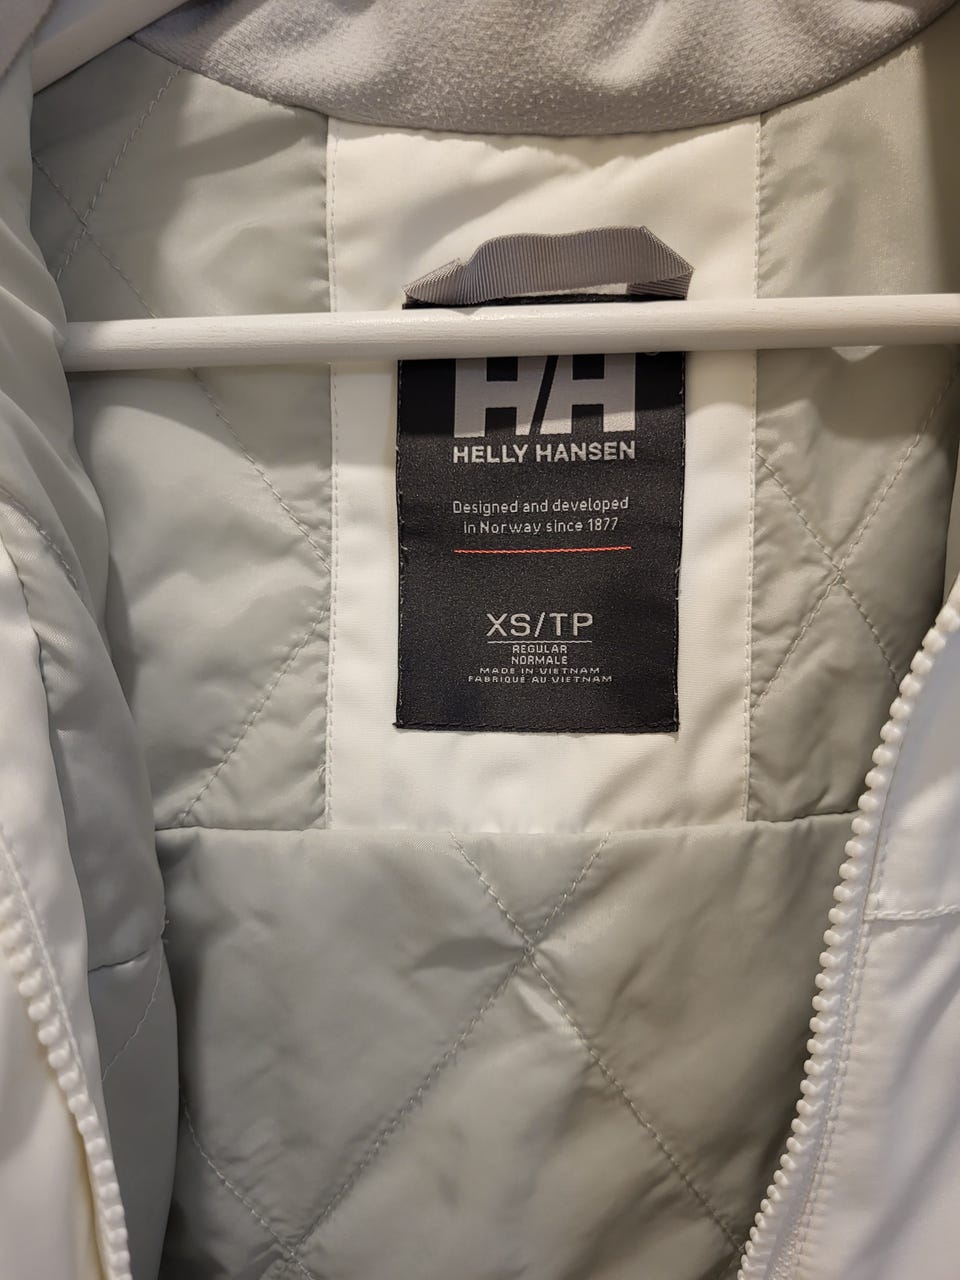 HH
HELLY HANSEN
Designed and developed
in Norway since 1877
XS/TP
REGULAR
NORMALE
MADE IN VIETNAM
FABRIQUÉ AU VIETNAM